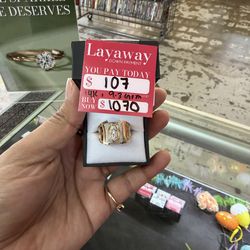 E DESERVES
Layaway
DOWN PAYMENT
YOU PAY TODAY
$ 107
BUY NOW $ 1070